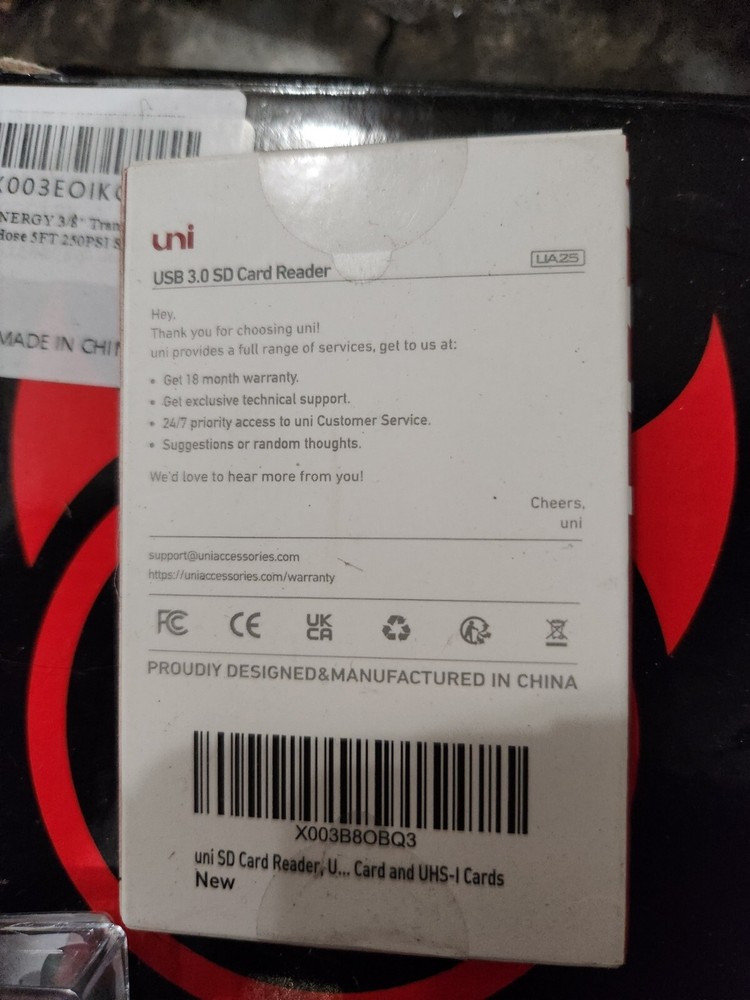 X003EOIK
NERGY 3/8"
Hose 5FT 250PSI
MADE IN CHI
uni
USB 3.0 SD Card Reader
UA25
Hey,
Thank you for choosing uni!
uni provides a full range of services, get to us at:
• Get 18 month warranty.
• Get exclusive technical support.
• 24/7 priority access to uni Customer Service.
• Suggestions or random thoughts.
We'd love to hear more from you!
Cheers,
uni
support@uniaccessories.com
https://uniaccessories.com/warranty
FC CE UK CA
PROUDIY DESIGNED&MANUFACTURED IN CHINA
X003B8OBQ3
uni SD Card Reader, U... Card and UHS-I Cards
New